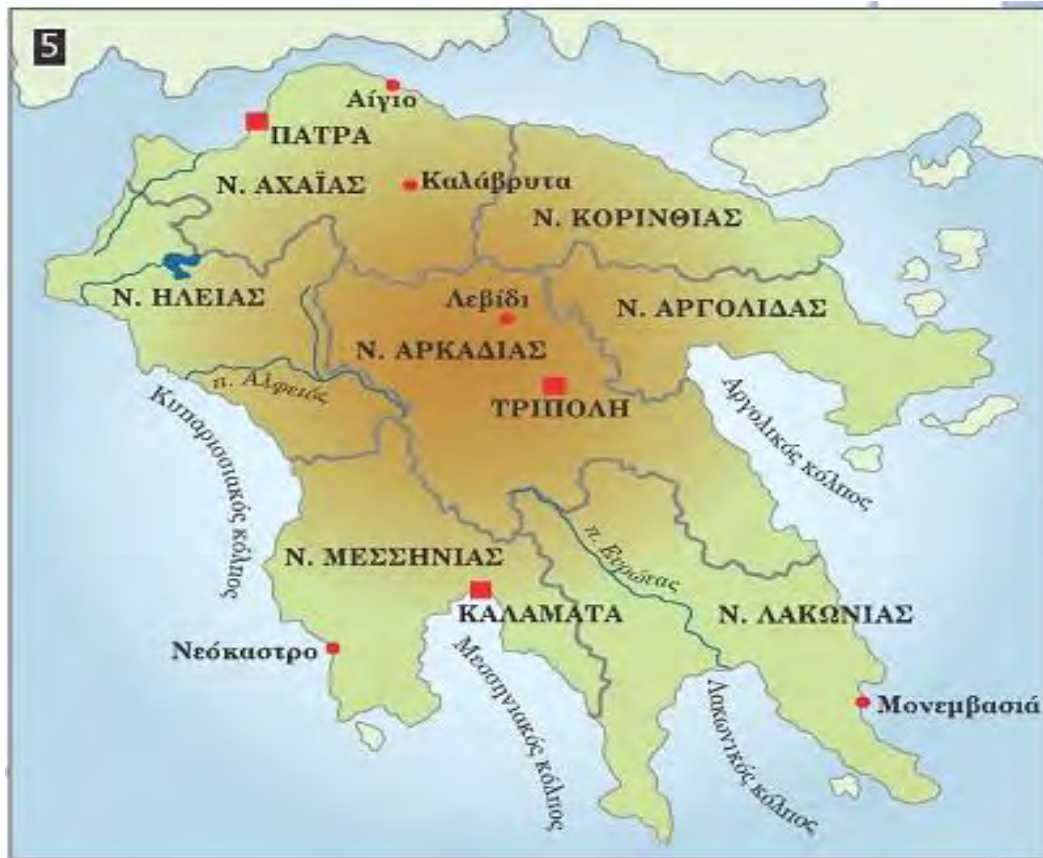 5
Αίγιο
ΠΑΤΡΑ
Ν. ΑΧΑΪΑΣ
Καλάβρυτα
Ν. ΚΟΡΙΝΘΙΑΣ
Ν. ΗΛΕΙΑΣ
Λεβίδι
Ν. ΑΡΓΟΛΙΔΑΣ
Ν. ΑΡΚΑΔΙΑΣ
π. Αλφειός
ΤΡΙΠΟΛΗ
Κυπαρισσιακός κόλπος
Αργολικός κόλπος
π. Ευρώτας
Ν. ΜΕΣΣΗΝΙΑΣ
ΚΑΛΑΜΑΤΑ
Ν. ΛΑΚΩΝΙΑΣ
Νεόκαστρο
Μεσσηνιακός κόλπος
Λακωνικός κόλπος
Μονεμβασιά